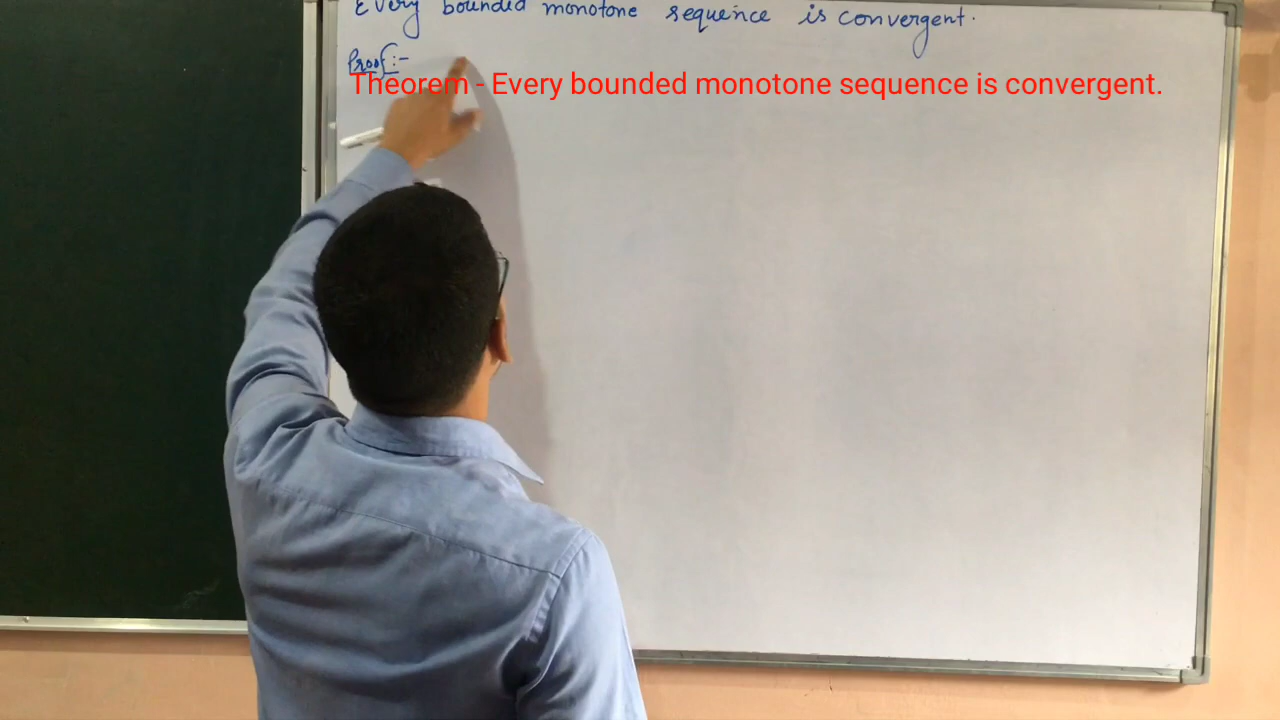 Every bounded monotone sequence is convergent.
Proof:-
Theorem - Every bounded monotone sequence is convergent.